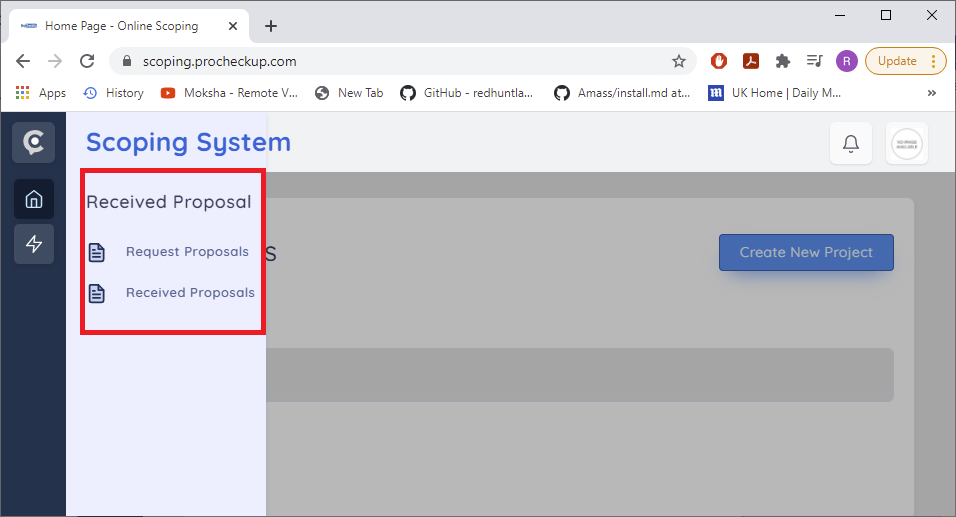 Home Page - Online Scoping
scoping.procheckup.com
R
Update
Apps
History
Moksha - Remote V...
New Tab
GitHub - redhuntla...
Amass/install.md at...
UK Home | Daily M...
Scoping System
Received Proposal
Request Proposals
s
Create New Project
Received Proposals